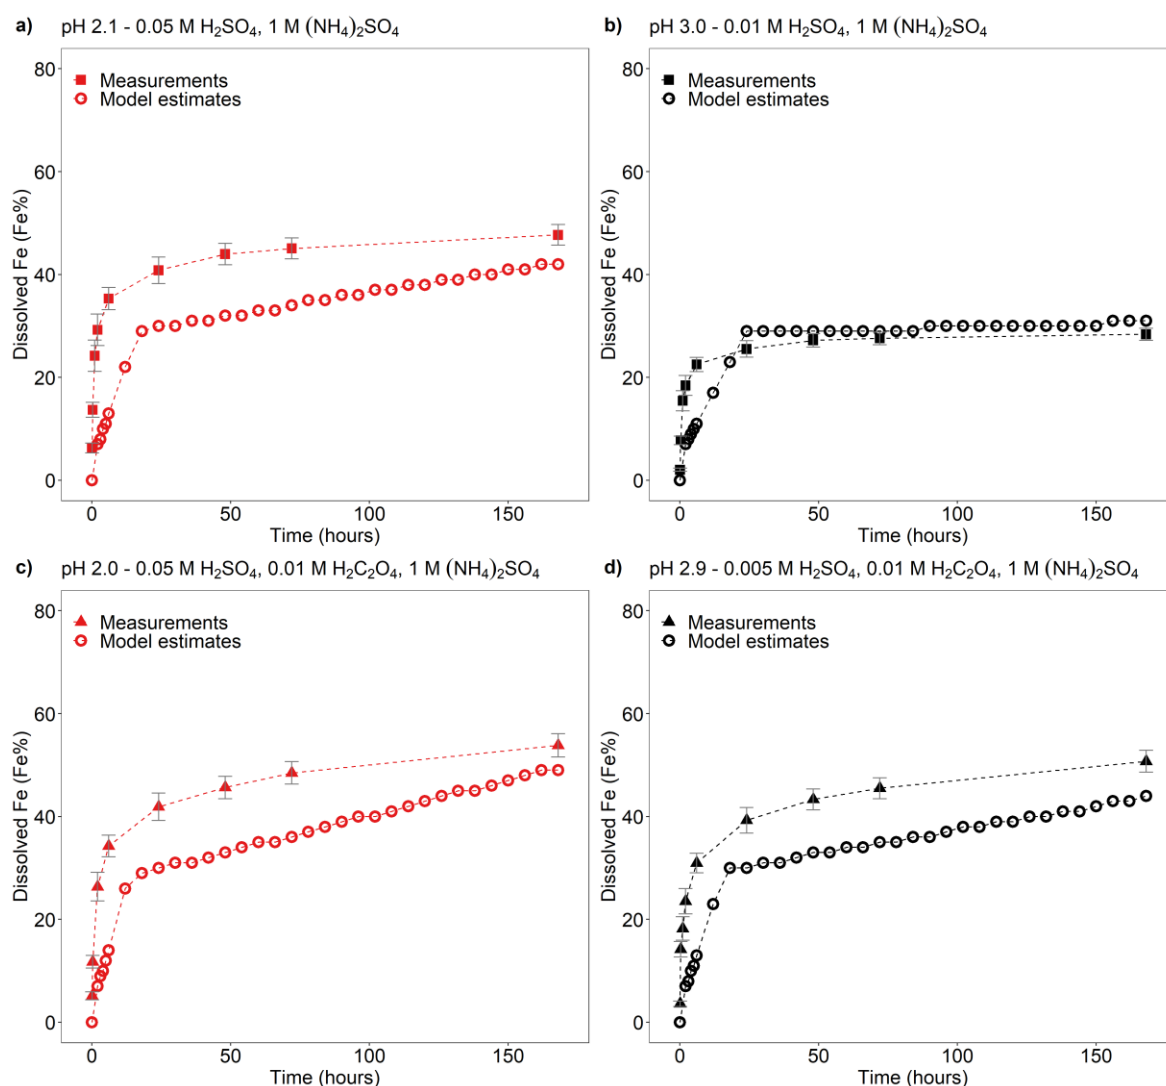 a) pH 2.1 - 0.05 M H₂SO₄, 1 M (NH₄)₂SO₄
80
60
40
20
0
Dissolved Fe (Fe%)
Measurements
Model estimates
0 50 100 150
Time (hours)
b) pH 3.0 - 0.01 M H₂SO₄, 1 M (NH₄)₂SO₄
80
60
40
20
0
Dissolved Fe (Fe%)
Measurements
Model estimates
0 50 100 150
Time (hours)
c) pH 2.0 - 0.05 M H₂SO₄, 0.01 M H₂C₂O₄, 1 M (NH₄)₂SO₄
80
60
40
20
0
Dissolved Fe (Fe%)
Measurements
Model estimates
0 50 100 150
Time (hours)
d) pH 2.9 - 0.005 M H₂SO₄, 0.01 M H₂C₂O₄, 1 M (NH₄)₂SO₄
80
60
40
20
0
Dissolved Fe (Fe%)
Measurements
Model estimates
0 50 100 150
Time (hours)